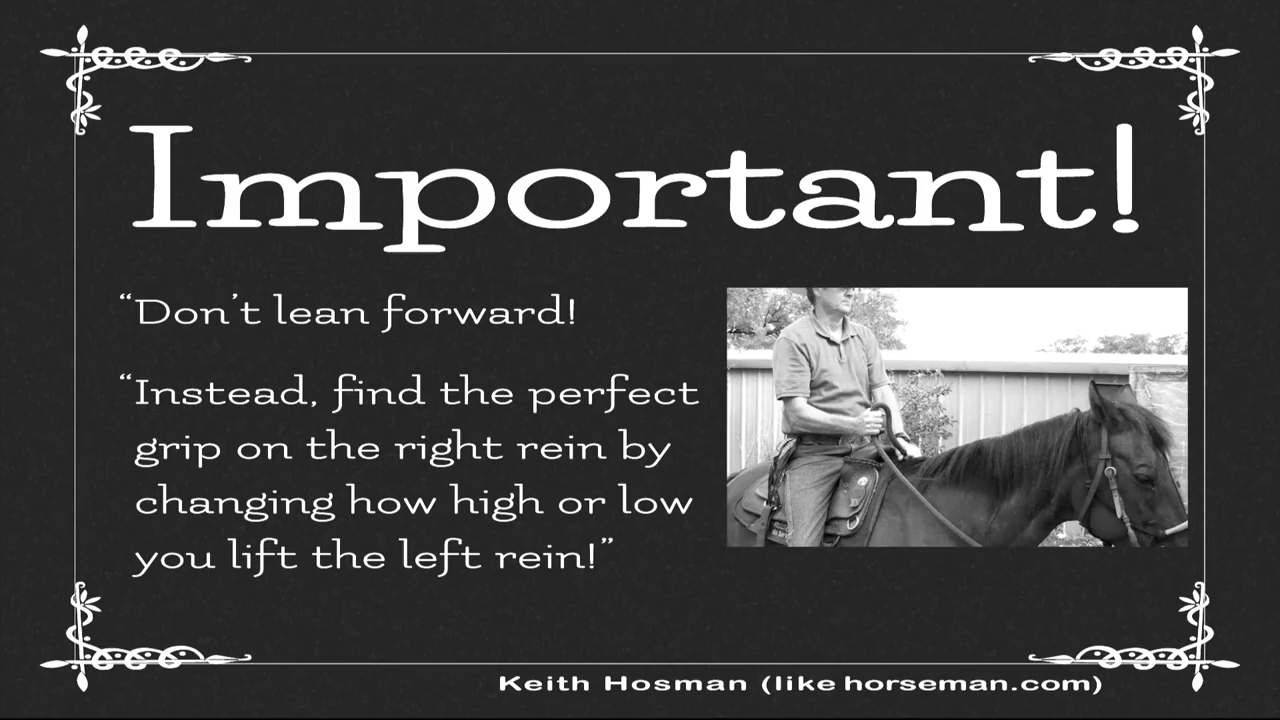 Important!
“Don’t lean forward!
“Instead, find the perfect
grip on the right rein by
changing how high or low
you lift the left rein!”
Keith Hosman (like horseman.com)